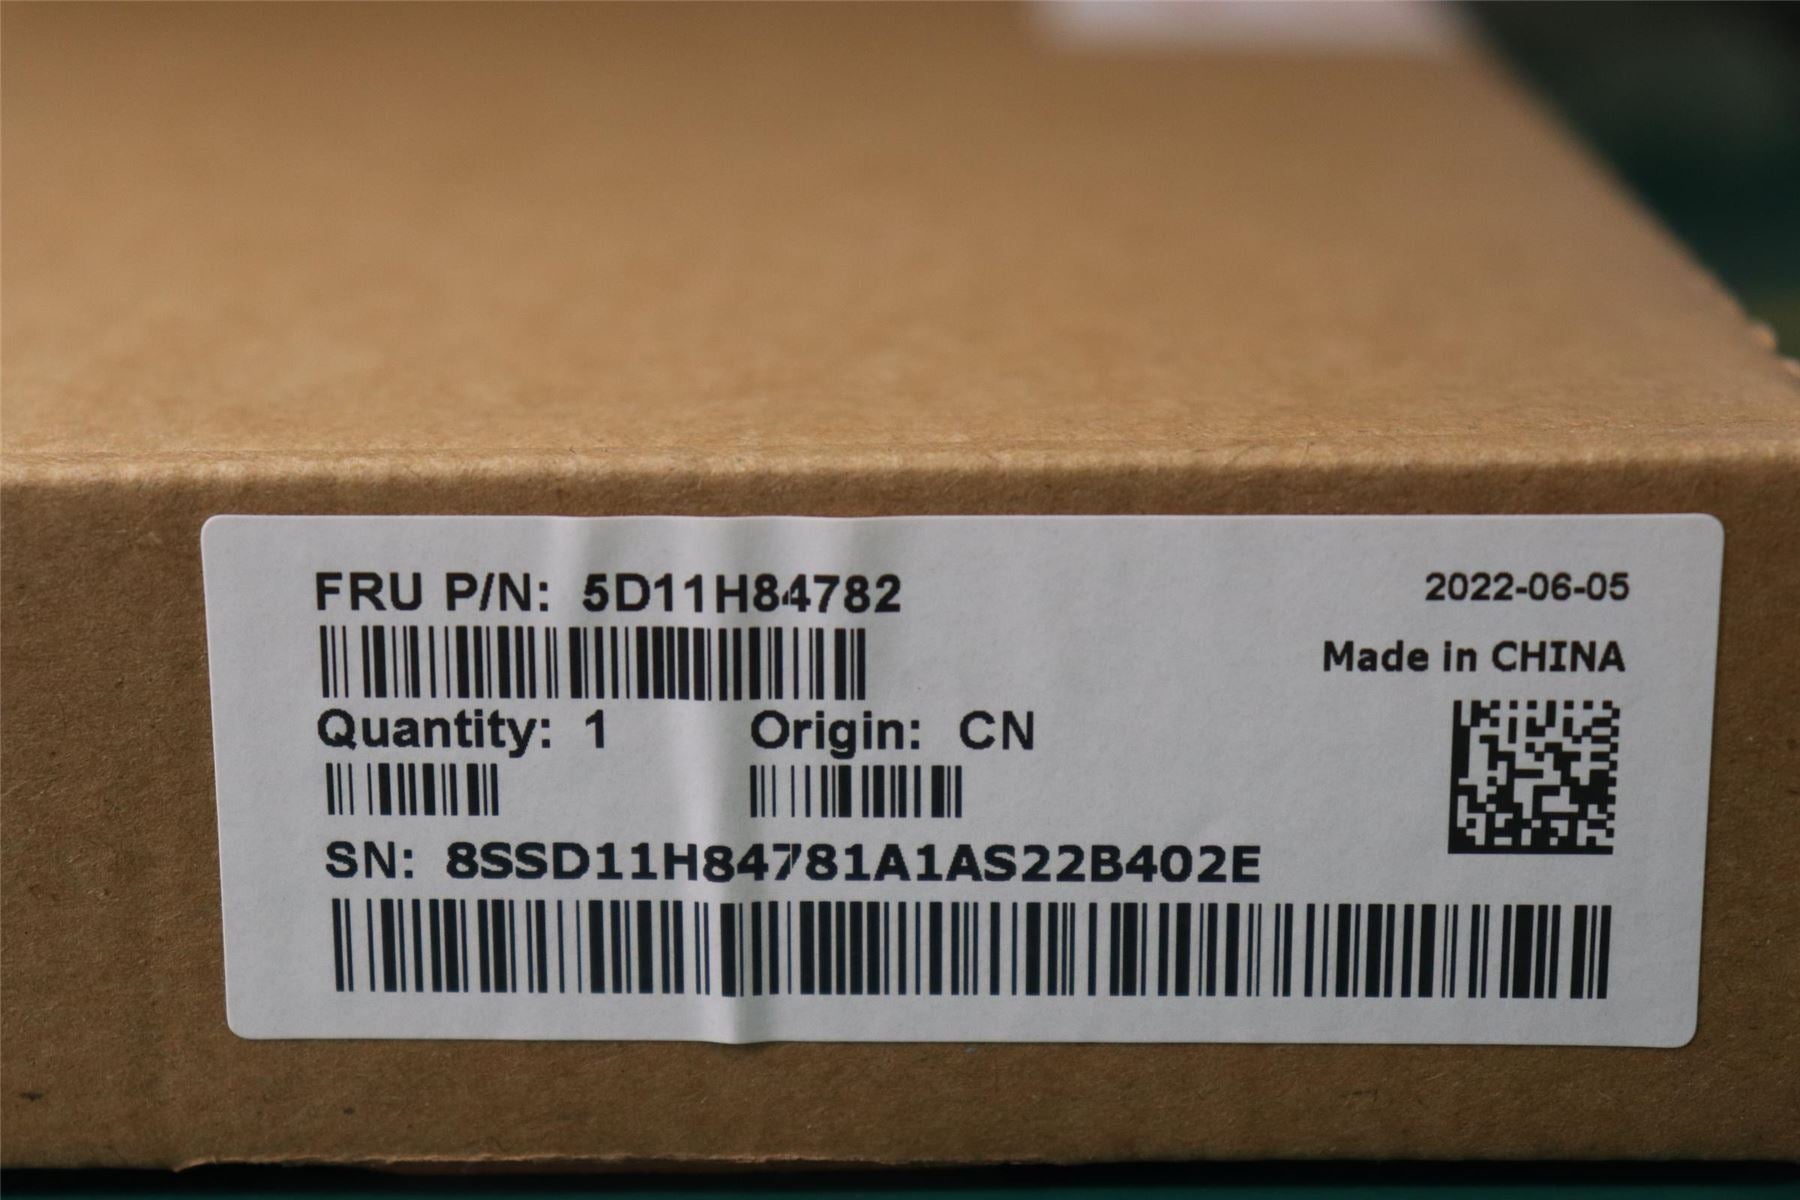 FRU P/N: 5D11H84782
2022-06-05
Made in CHINA
Quantity: 1 Origin: CN
SN: 8SSD11H84781A1AS22B402E